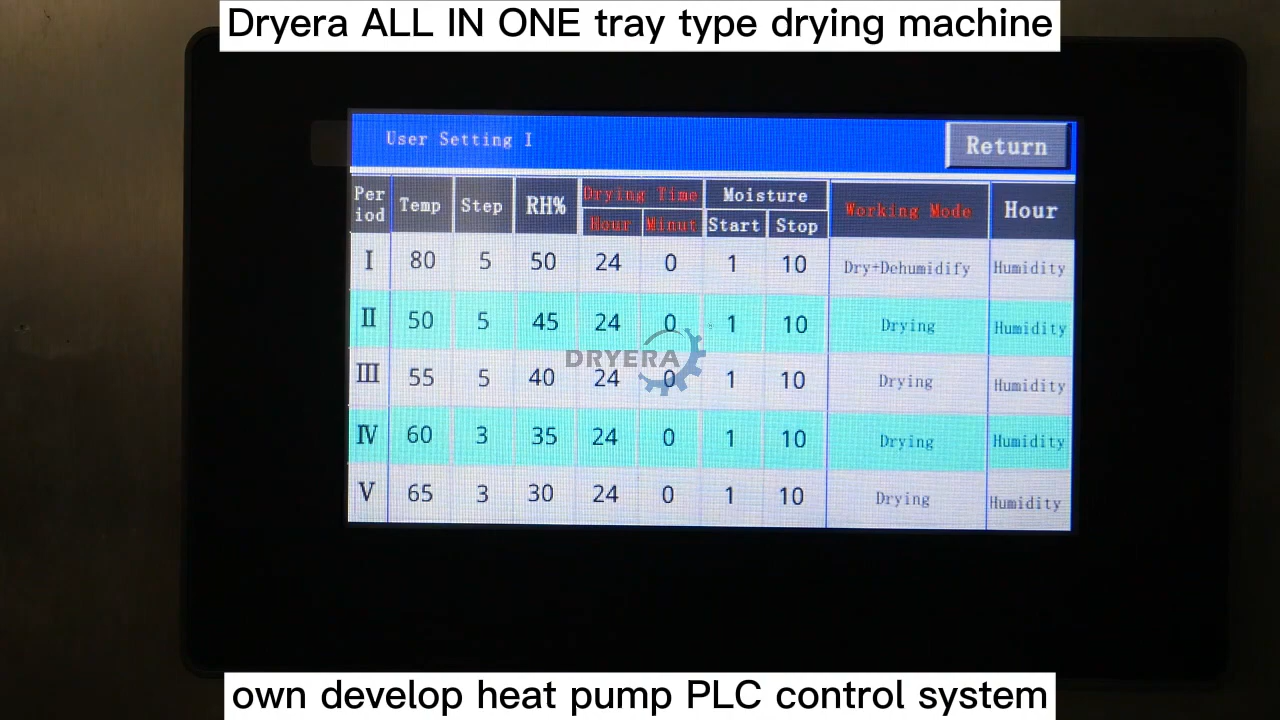 Dryera ALL IN ONE tray type drying machine
User Setting I
Return
Per iod Temp Step RH% Drying Time Hour Minut Moisture Start Stop Working Mode Hour
I 80 5 50 24 0 1 10 Dry+Dehumidify Humidity
II 50 5 45 24 0 1 10 Drying Humidity
DRYERA
III 55 5 40 24 0 1 10 Drying Humidity
IV 60 3 35 24 0 1 10 Drying Humidity
V 65 3 30 24 0 1 10 Drying Humidity
own develop heat pump PLC control system